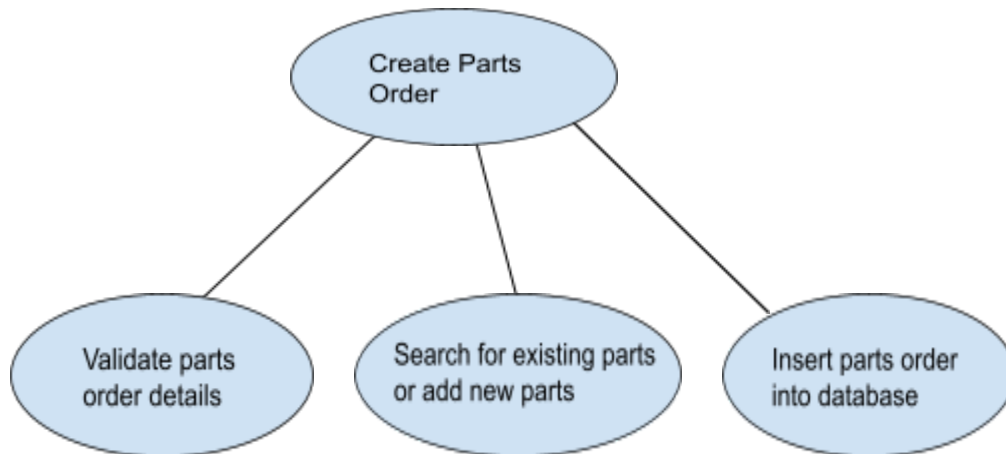 Create Parts
Order
Validate parts
order details
Search for existing parts
or add new parts
Insert parts order
into database